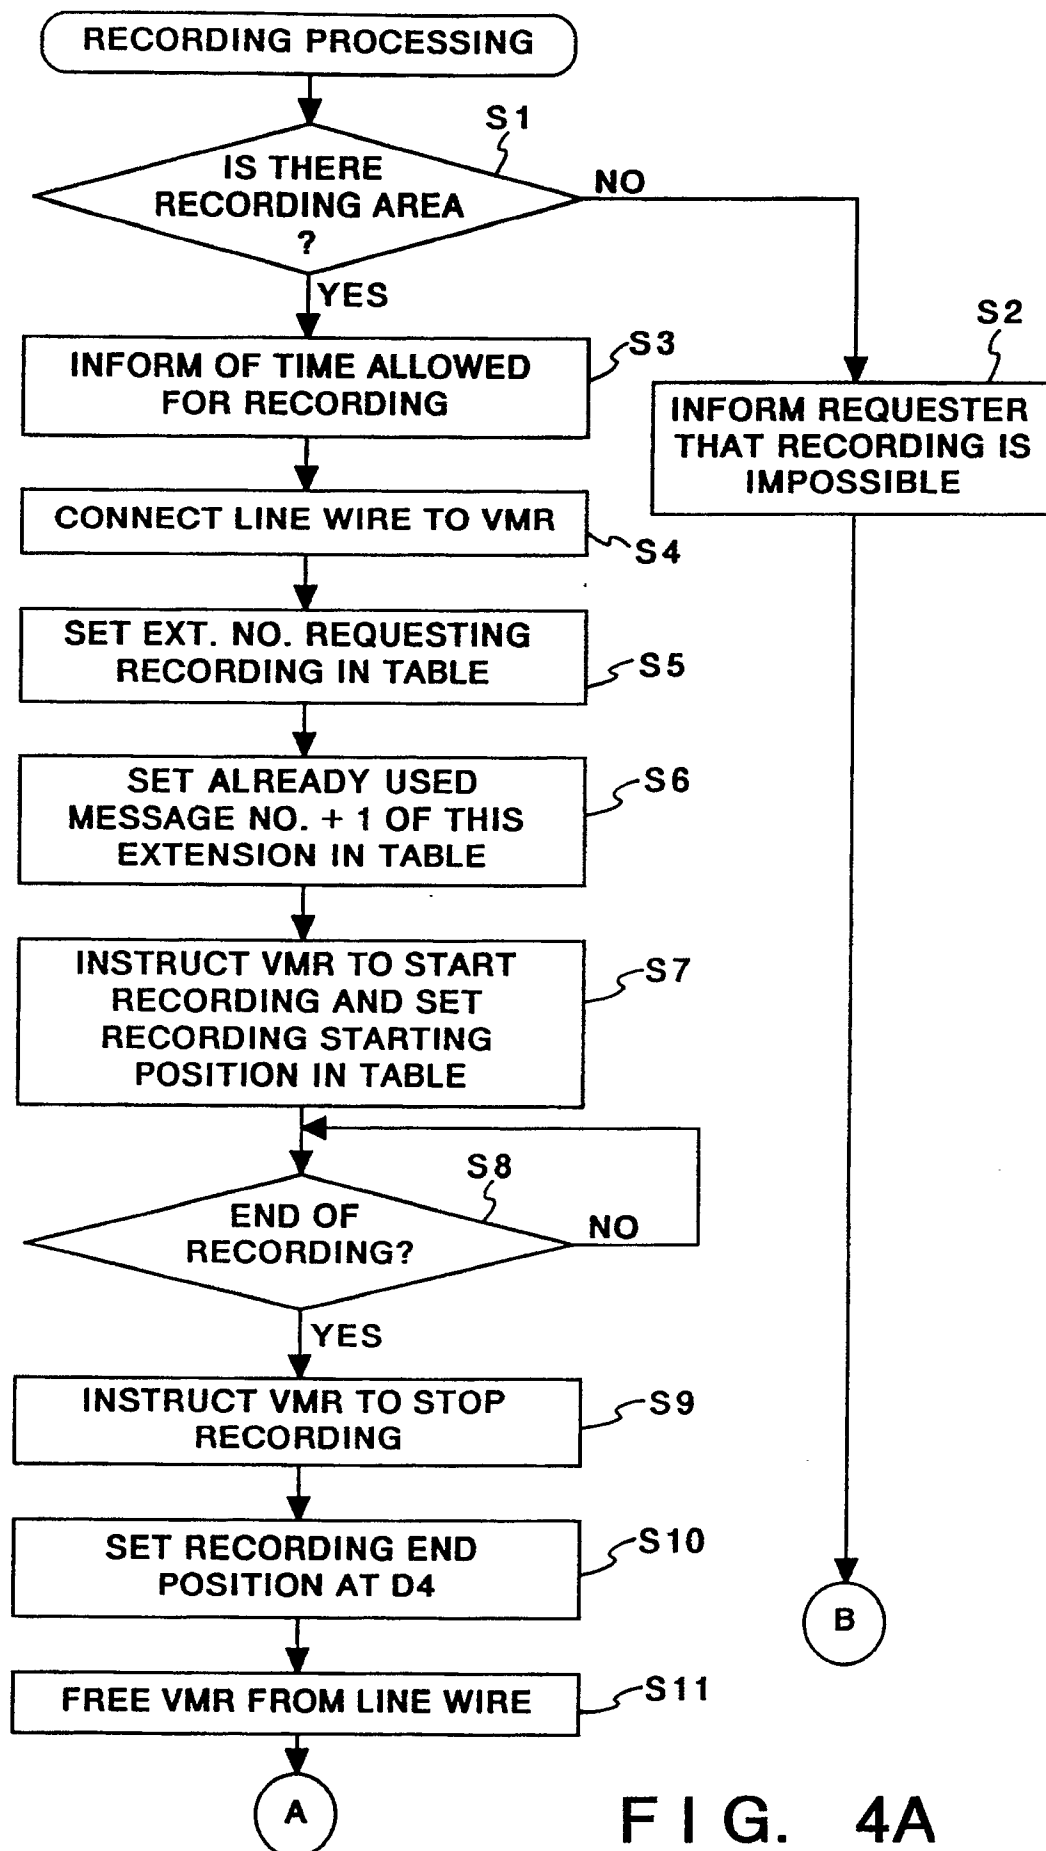 RECORDING PROCESSING
S1
IS THERE
RECORDING AREA
?
NO
YES
S2
S3
INFORM OF TIME ALLOWED
FOR RECORDING
INFORM REQUESTER
THAT RECORDING IS
IMPOSSIBLE
CONNECT LINE WIRE TO VMR
S4
SET EXT. NO. REQUESTING
RECORDING IN TABLE
S5
SET ALREADY USED
MESSAGE NO. + 1 OF THIS
EXTENSION IN TABLE
S6
INSTRUCT VMR TO START
RECORDING AND SET
RECORDING STARTING
POSITION IN TABLE
S7
S8
END OF
RECORDING?
NO
YES
INSTRUCT VMR TO STOP
RECORDING
S9
SET RECORDING END
POSITION AT D4
S10
B
FREE VMR FROM LINE WIRE
S11
A
FIG. 4A